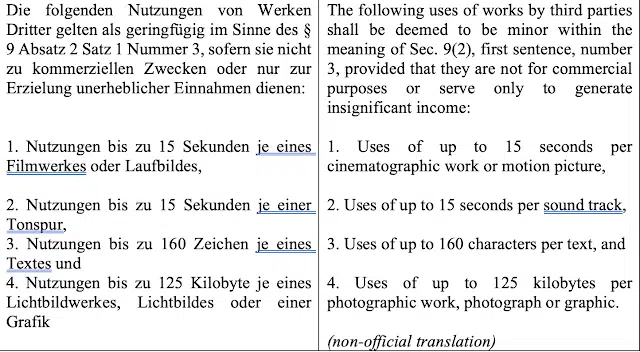 Die folgenden Nutzungen von Werken
Dritter gelten als geringfügig im Sinne des §
9 Absatz 2 Satz 1 Nummer 3, sofern sie nicht
zu kommerziellen Zwecken oder nur zur
Erzielung unerheblicher Einnahmen dienen:
1. Nutzungen bis zu 15 Sekunden je eines
Filmwerkes oder Laufbildes,
2. Nutzungen bis zu 15 Sekunden je einer
Tonspur,
3. Nutzungen bis zu 160 Zeichen je eines
Textes und
4. Nutzungen bis zu 125 Kilobyte je eines
Lichtbildwerkes, Lichtbildes oder einer
Grafik
The following uses of works by third parties
shall be deemed to be minor within the
meaning of Sec. 9(2), first sentence, number
3, provided that they are not for commercial
purposes or serve only to generate
insignificant income:
1. Uses of up to 15 seconds per
cinematographic work or motion picture,
2. Uses of up to 15 seconds per sound track,
3. Uses of up to 160 characters per text, and
4. Uses of up to 125 kilobytes per
photographic work, photograph or graphic.
(non-official translation)